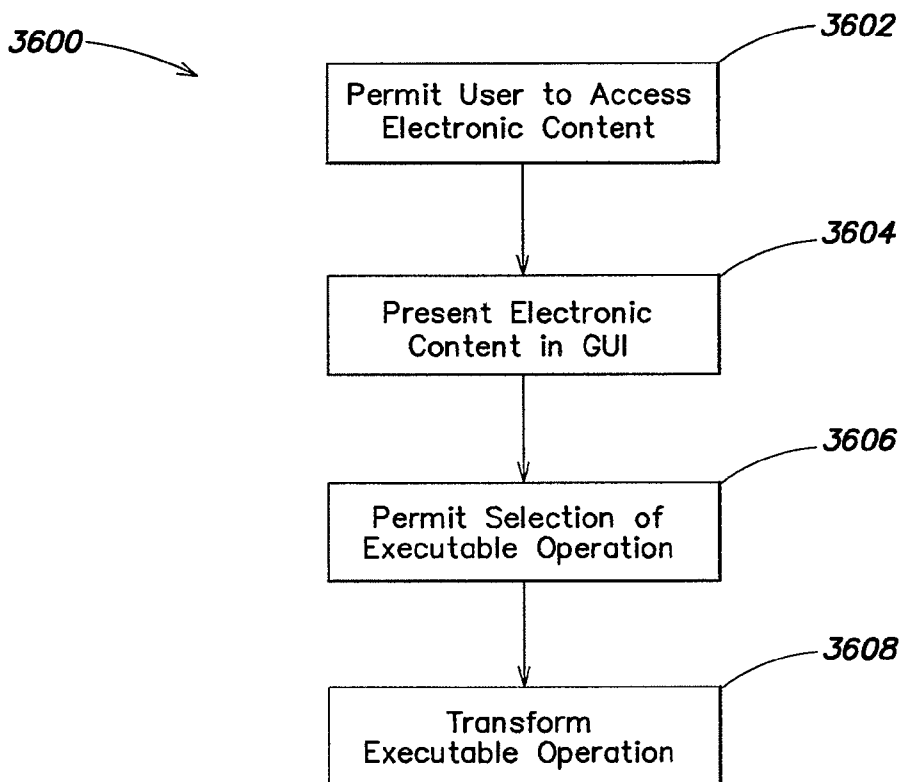 3600
3602
Permit User to Access
Electronic Content
3604
Present Electronic
Content in GUI
3606
Permit Selection of
Executable Operation
3608
Transform
Executable Operation